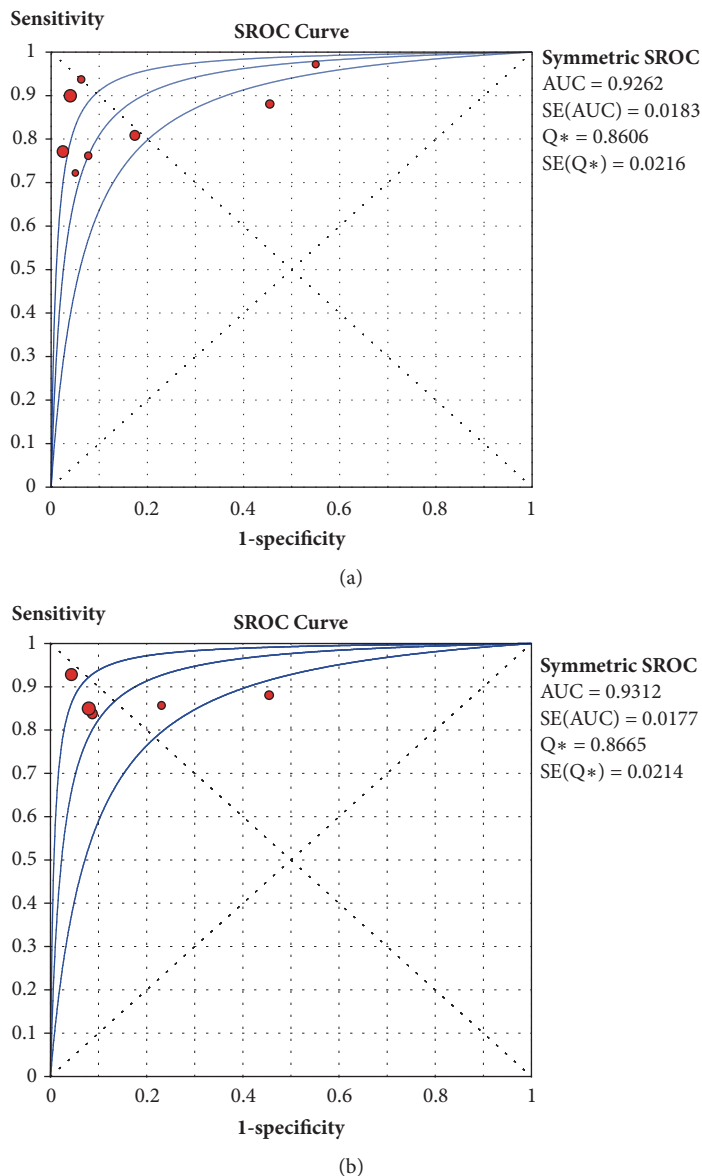 Sensitivity
SROC Curve
1
0.9
0.8
0.7
0.6
0.5
0.4
0.3
0.2
0.1
0
0 0.2 0.4 0.6 0.8 1
1-specificity
Symmetric SROC
AUC = 0.9262
SE(AUC) = 0.0183
Q∗ = 0.8606
SE(Q∗) = 0.0216
(a)
Sensitivity
SROC Curve
1
0.9
0.8
0.7
0.6
0.5
0.4
0.3
0.2
0.1
0
0 0.2 0.4 0.6 0.8 1
1-specificity
Symmetric SROC
AUC = 0.9312
SE(AUC) = 0.0177
Q∗ = 0.8665
SE(Q∗) = 0.0214
(b)